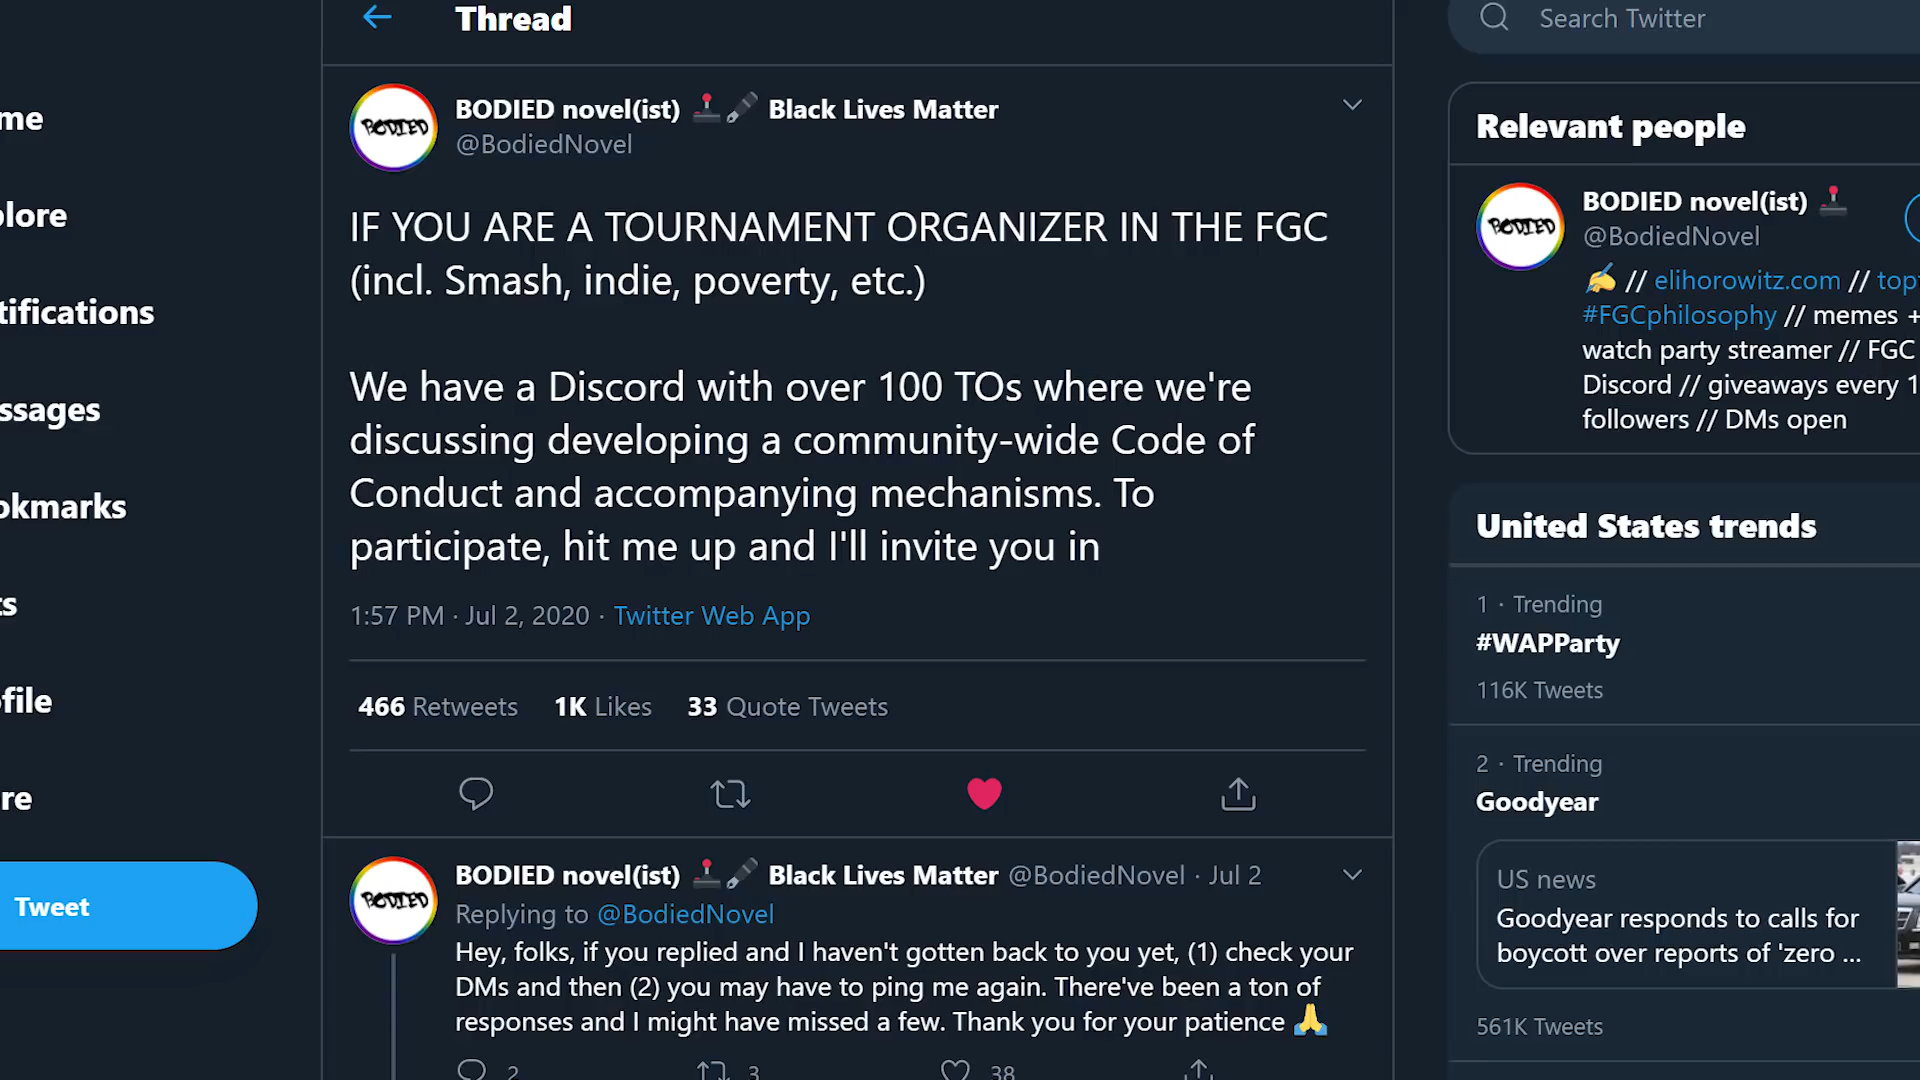 Thread
Search Twitter
me
plore
tifications
ssages
okmarks
ts
ofile
re
Tweet
BODIED
BODIED novel(ist) 🕹️🎤 Black Lives Matter
@BodiedNovel
IF YOU ARE A TOURNAMENT ORGANIZER IN THE FGC
(incl. Smash, indie, poverty, etc.)
We have a Discord with over 100 TOs where we're
discussing developing a community-wide Code of
Conduct and accompanying mechanisms. To
participate, hit me up and I'll invite you in
1:57 PM · Jul 2, 2020 · Twitter Web App
466 Retweets 1K Likes 33 Quote Tweets
BODIED
BODIED novel(ist) 🕹️🎤 Black Lives Matter @BodiedNovel · Jul 2
Replying to @BodiedNovel
Hey, folks, if you replied and I haven't gotten back to you yet, (1) check your
DMs and then (2) you may have to ping me again. There've been a ton of
responses and I might have missed a few. Thank you for your patience 🙏
2 3 38
Relevant people
BODIED
BODIED novel(ist) 🕹️
@BodiedNovel
✍️ // elihorowitz.com // top
#FGCphilosophy // memes +
watch party streamer // FGC
Discord // giveaways every 1
followers // DMs open
United States trends
1 · Trending
#WAPParty
116K Tweets
2 · Trending
Goodyear
US news
Goodyear responds to calls for
boycott over reports of 'zero ...
561K Tweets